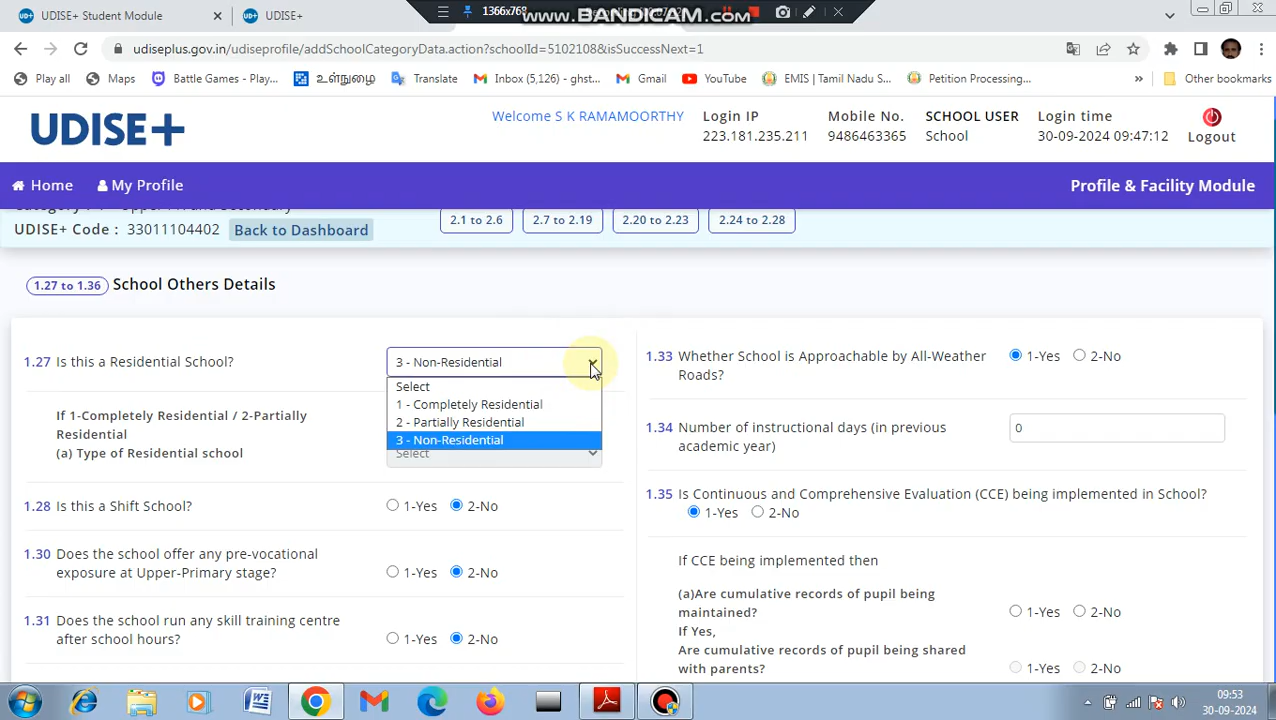 UDISE+ Student Module
UDISE+
1366x768
www.BANDICAM.com
udiseplus.gov.in/udiseprofile/addSchoolCategoryData.action?schoolId=5102108&isSuccessNext=1
Play all
Maps
Battle Games - Play...
உள்நுழை
Translate
Inbox (5,126) - ghst...
Gmail
YouTube
EMIS | Tamil Nadu S...
Petition Processing...
»
Other bookmarks
UDISE+
Welcome S K RAMAMOORTHY
Login IP
223.181.235.211
Mobile No.
9486463365
SCHOOL USER
School
Login time
30-09-2024 09:47:12
Logout
Home
My Profile
Profile & Facility Module
UDISE+ Code : 33011104402
Back to Dashboard
2.1 to 2.6
2.7 to 2.19
2.20 to 2.23
2.24 to 2.28
1.27 to 1.36 School Others Details
1.27 Is this a Residential School?
3 - Non-Residential
Select
1 - Completely Residential
2 - Partially Residential
3 - Non-Residential
If 1-Completely Residential / 2-Partially
Residential
(a) Type of Residential school
Select
1.28 Is this a Shift School?
1-Yes 2-No
1.30 Does the school offer any pre-vocational
exposure at Upper-Primary stage?
1-Yes 2-No
1.31 Does the school run any skill training centre
after school hours?
1-Yes 2-No
1.33 Whether School is Approachable by All-Weather
Roads?
1-Yes 2-No
1.34 Number of instructional days (in previous
academic year)
0
1.35 Is Continuous and Comprehensive Evaluation (CCE) being implemented in School?
1-Yes 2-No
If CCE being implemented then
(a)Are cumulative records of pupil being
maintained?
1-Yes 2-No
If Yes,
Are cumulative records of pupil being shared
with parents?
1-Yes 2-No
09:53
30-09-2024